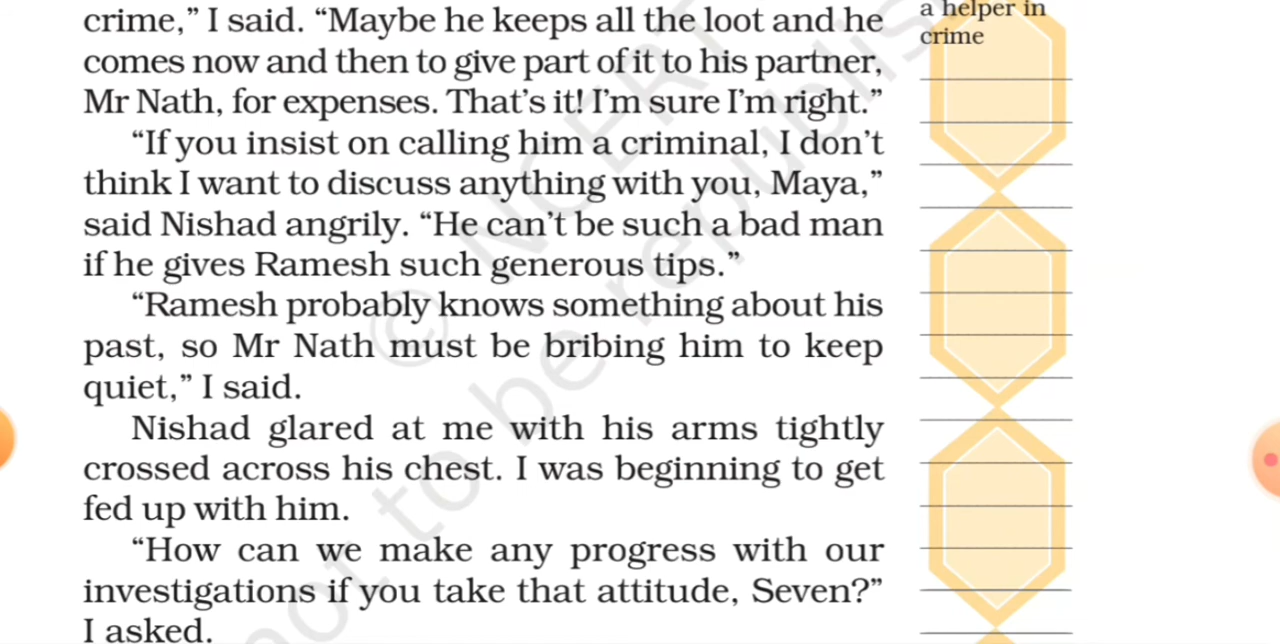 crime,” I said. “Maybe he keeps all the loot and he
comes now and then to give part of it to his partner,
Mr Nath, for expenses. That’s it! I’m sure I’m right.”
“If you insist on calling him a criminal, I don’t
think I want to discuss anything with you, Maya,”
said Nishad angrily. “He can’t be such a bad man
if he gives Ramesh such generous tips.”
“Ramesh probably knows something about his
past, so Mr Nath must be bribing him to keep
quiet,” I said.
Nishad glared at me with his arms tightly
crossed across his chest. I was beginning to get
fed up with him.
“How can we make any progress with our
investigations if you take that attitude, Seven?”
I asked.
a helper in
crime
© NCERT
not to be republis